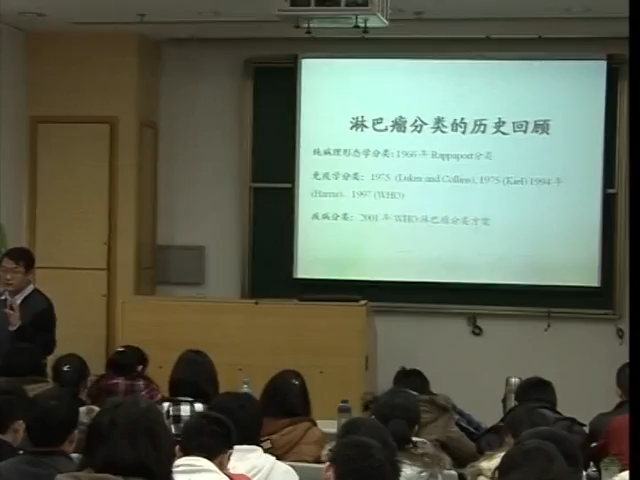 淋巴瘤分类的历史回顾
纯病理形态学分类: 1966 年 Rappaport分类
免疫学分类: 1975 (Lukes and Collins), 1975 (Kiel) 1994 年
(Harris)、1997 (WHO)
疾病分类: 2001 年 WHO 淋巴瘤分类方案